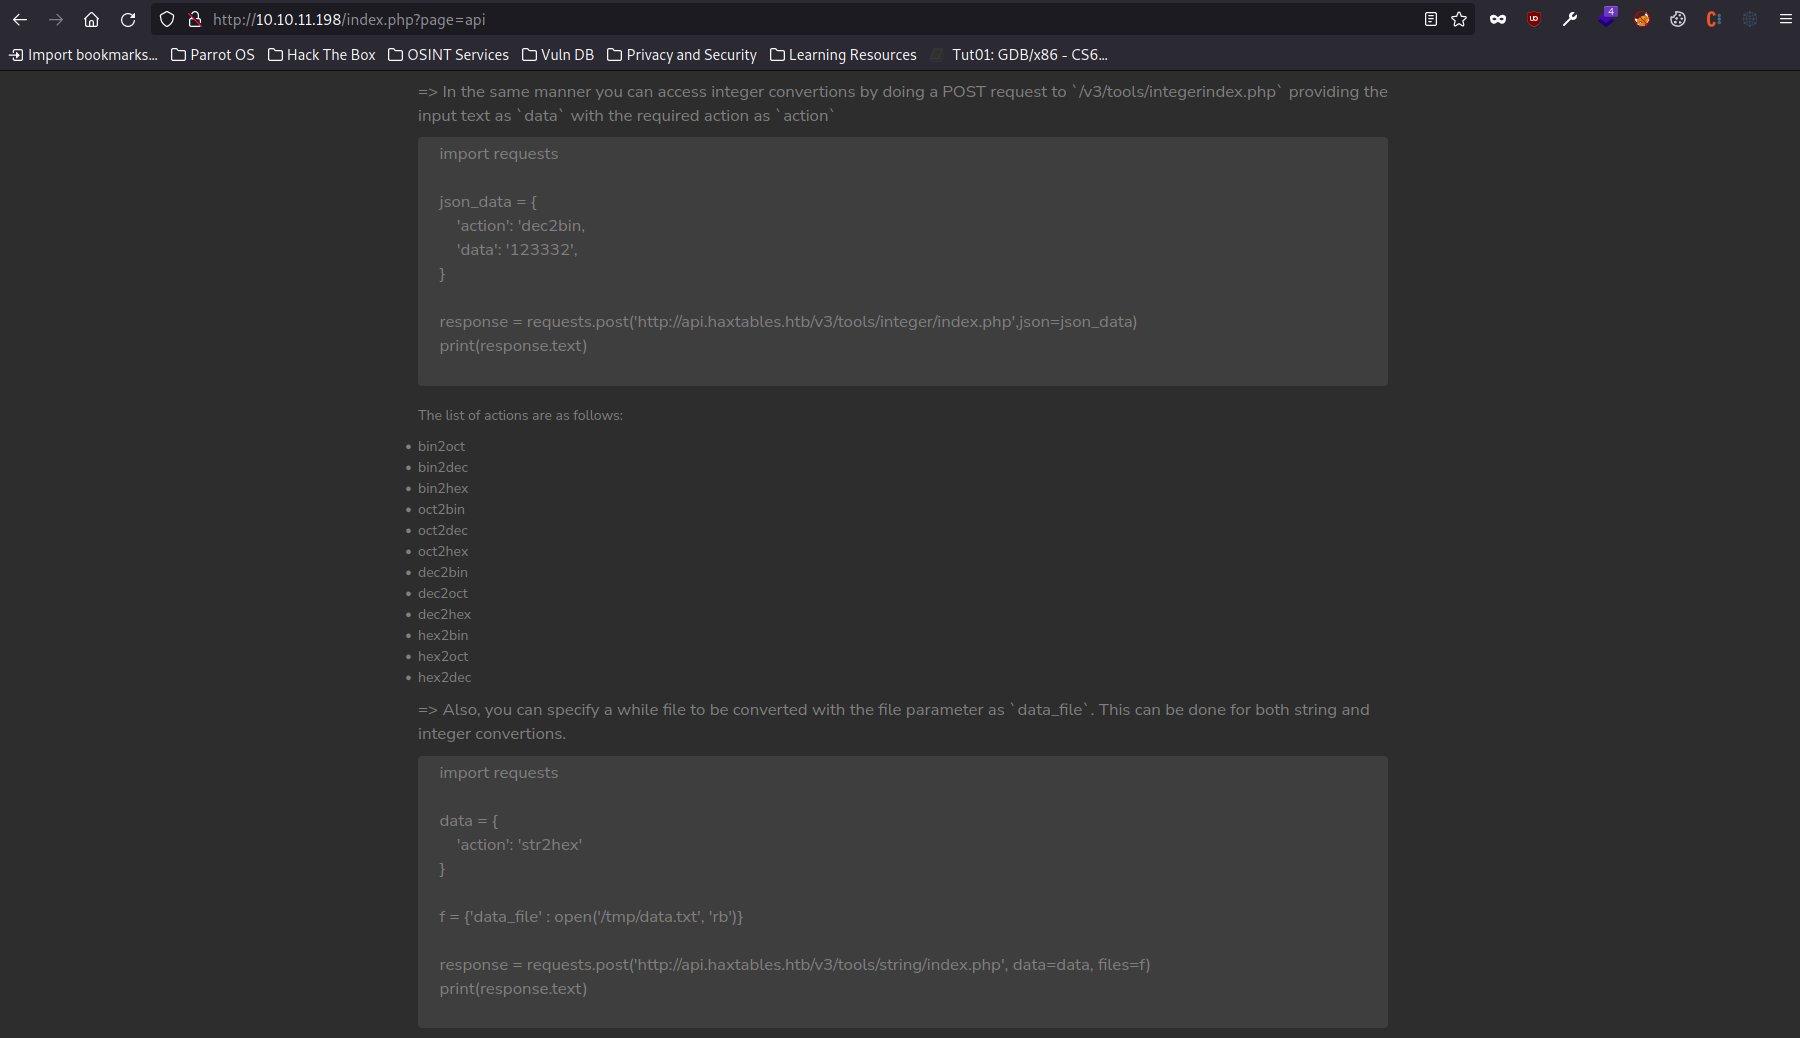 http://10.10.11.198/index.php?page=api
4
Import bookmarks... Parrot OS Hack The Box OSINT Services Vuln DB Privacy and Security Learning Resources Tut01: GDB/x86 - CS6...
=> In the same manner you can access integer convertions by doing a POST request to `/v3/tools/integerindex.php` providing the
input text as `data` with the required action as `action`
import requests
json_data = {
'action': 'dec2bin,
'data': '123332',
}
response = requests.post('http://api.haxtables.htb/v3/tools/integer/index.php',json=json_data)
print(response.text)
The list of actions are as follows:
• bin2oct
• bin2dec
• bin2hex
• oct2bin
• oct2dec
• oct2hex
• dec2bin
• dec2oct
• dec2hex
• hex2bin
• hex2oct
• hex2dec
=> Also, you can specify a while file to be converted with the file parameter as `data_file`. This can be done for both string and
integer convertions.
import requests
data = {
'action': 'str2hex'
}
f = {'data_file' : open('/tmp/data.txt', 'rb')}
response = requests.post('http://api.haxtables.htb/v3/tools/string/index.php', data=data, files=f)
print(response.text)